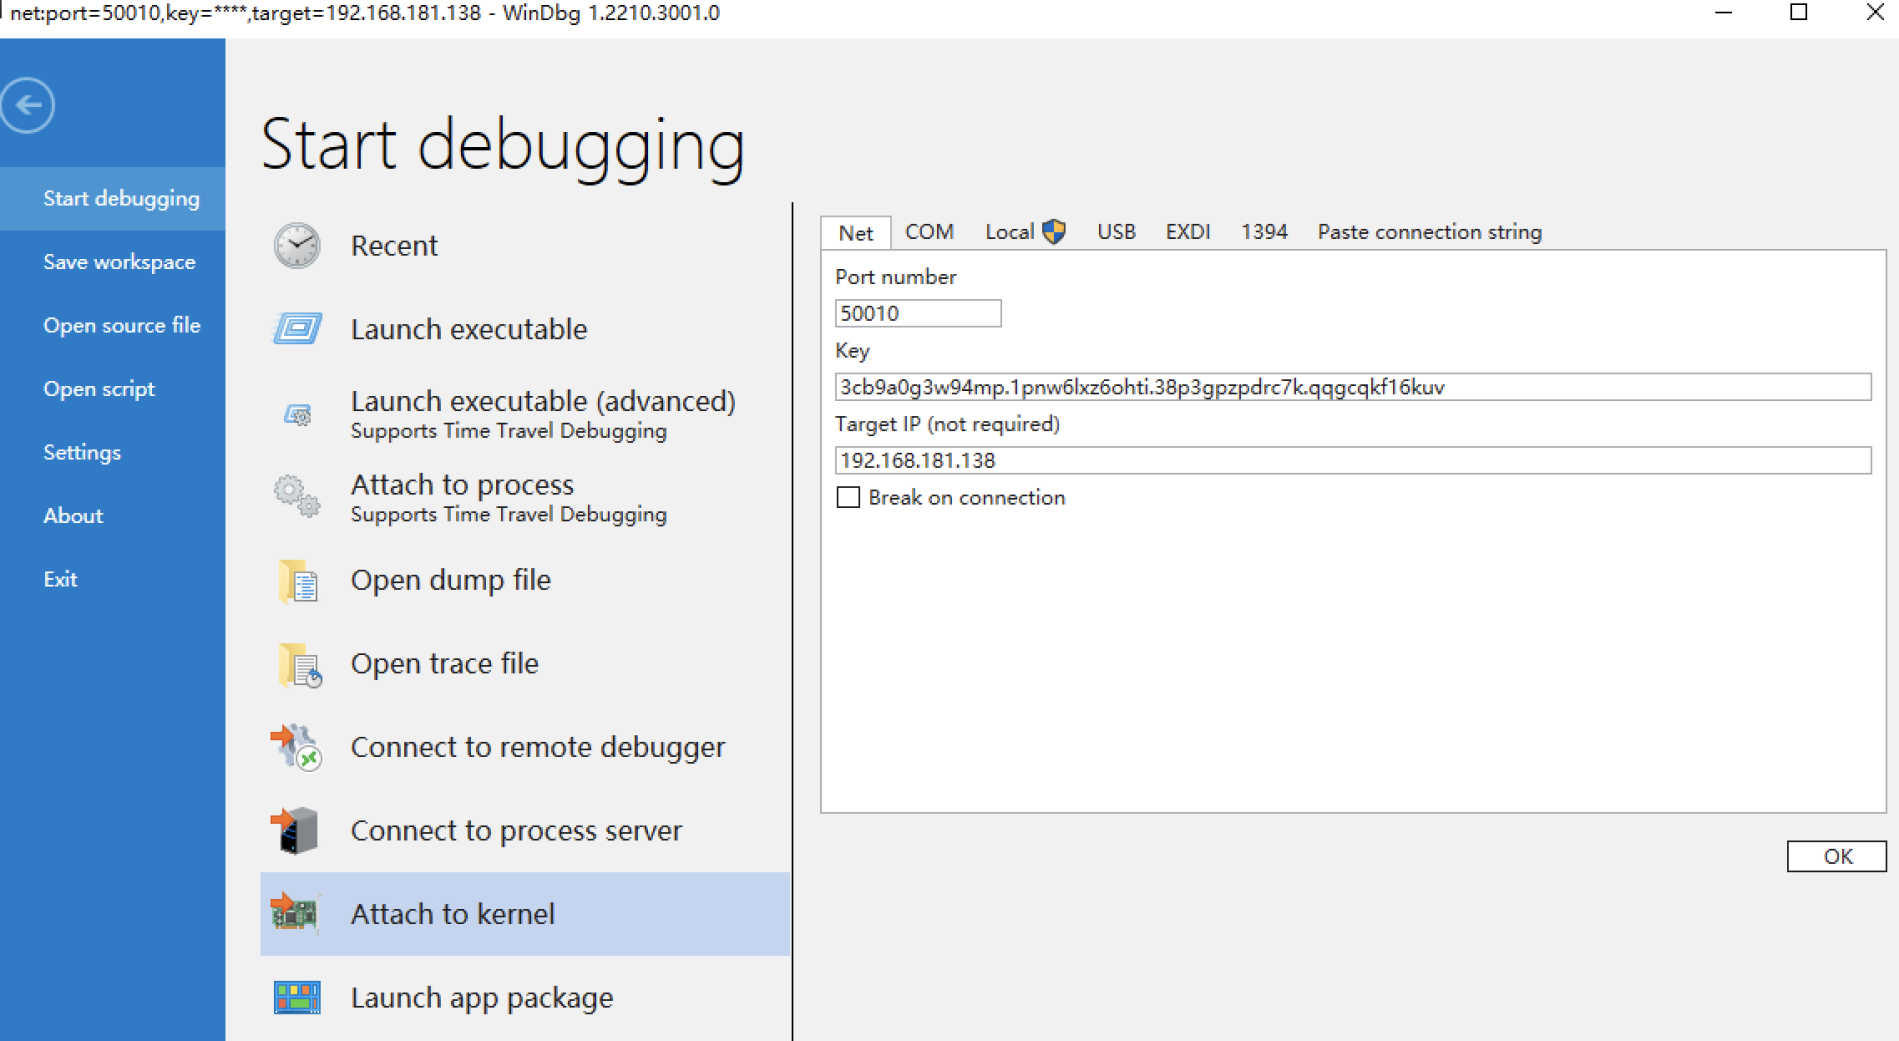 net:port=50010,key=****,target=192.168.181.138 - WinDbg 1.2210.3001.0
Start debugging
Save workspace
Open source file
Open script
Settings
About
Exit
Start debugging
Recent
Launch executable
Launch executable (advanced)
Supports Time Travel Debugging
Attach to process
Supports Time Travel Debugging
Open dump file
Open trace file
Connect to remote debugger
Connect to process server
Attach to kernel
Launch app package
Net COM Local USB EXDI 1394 Paste connection string
Port number
50010
Key
3cb9a0g3w94mp.1pnw6lxz6ohti.38p3gpzpdrc7k.qqgcqkf16kuv
Target IP (not required)
192.168.181.138
Break on connection
OK